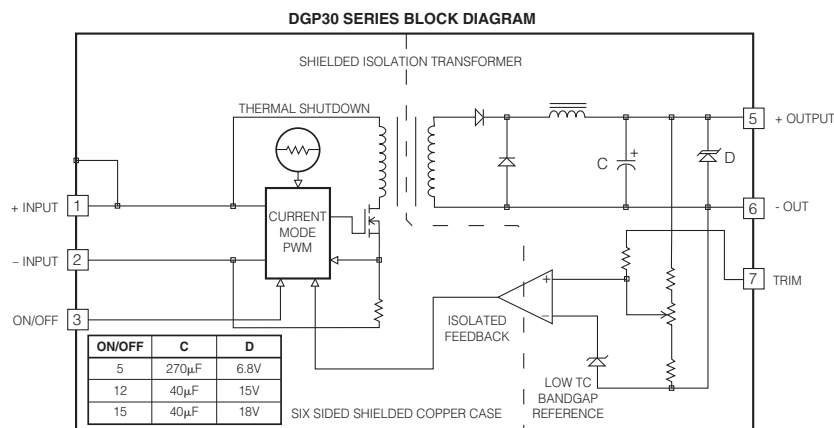 DGP30 SERIES BLOCK DIAGRAM
SHIELDED ISOLATION TRANSFORMER
THERMAL SHUTDOWN
5 + OUTPUT
C + D
+ INPUT 1
CURRENT
MODE
PWM
6 - OUT
– INPUT 2
7 TRIM
+
ON/OFF 3
–
ISOLATED
FEEDBACK
ON/OFF C D
5 270µF 6.8V
12 40µF 15V
15 40µF 18V
LOW TC
BANDGAP
REFERENCE
SIX SIDED SHIELDED COPPER CASE